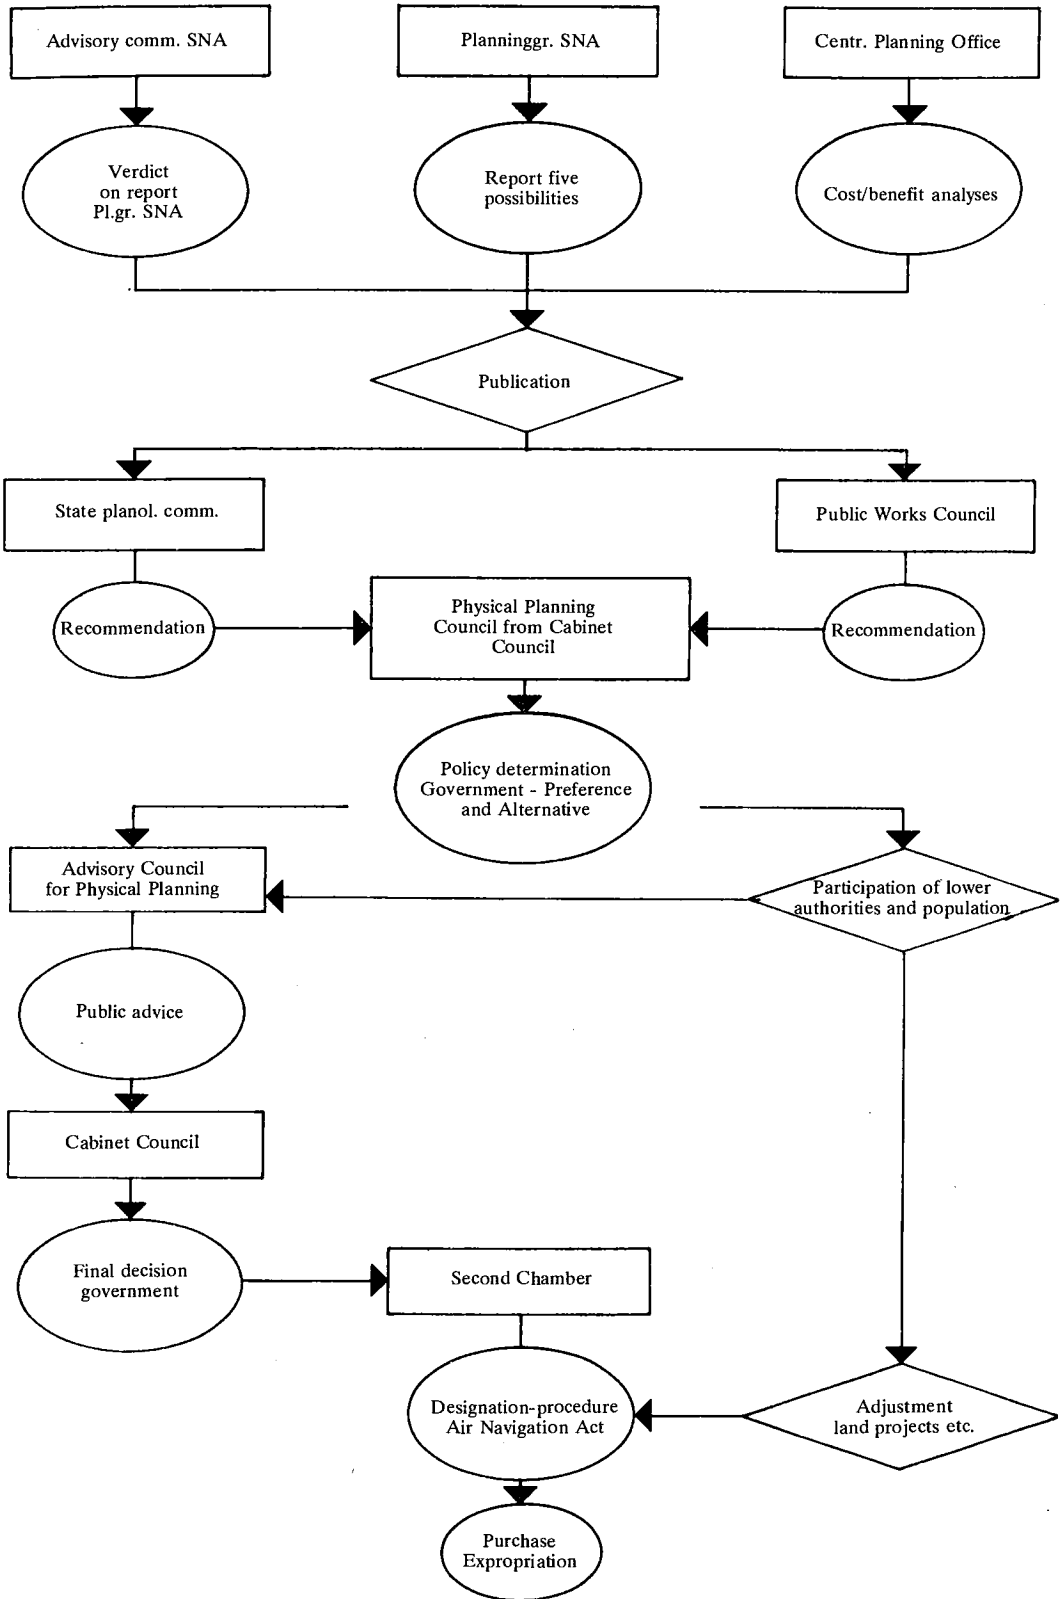 Advisory comm. SNA
Planninggr. SNA
Centr. Planning Office
Verdict
on report
Pl.gr. SNA
Report five
possibilities
Cost/benefit analyses
Publication
State planol. comm.
Public Works Council
Recommendation
Physical Planning
Council from Cabinet
Council
Recommendation
Policy determination
Government - Preference
and Alternative
Advisory Council
for Physical Planning
Participation of lower
authorities and population
Public advice
Cabinet Council
Final decision
government
Second Chamber
Designation-procedure
Air Navigation Act
Adjustment
land projects etc.
Purchase
Expropriation